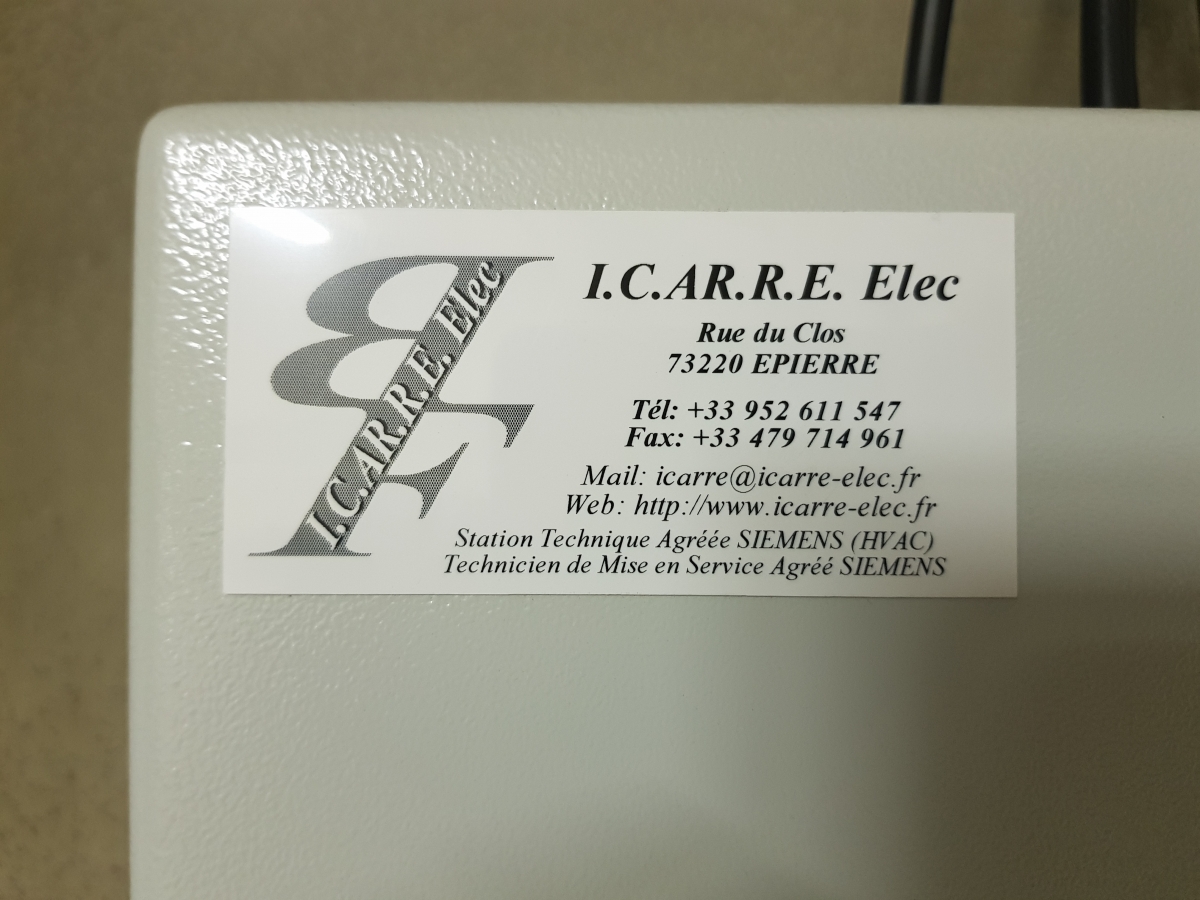 I.C.AR.R.E. Elec
I.C.AR.R.E. Elec
Rue du Clos
73220 EPIERRE
Tél: +33 952 611 547
Fax: +33 479 714 961
Mail: icarre@icarre-elec.fr
Web: http://www.icarre-elec.fr
Station Technique Agréée SIEMENS (HVAC)
Technicien de Mise en Service Agréé SIEMENS